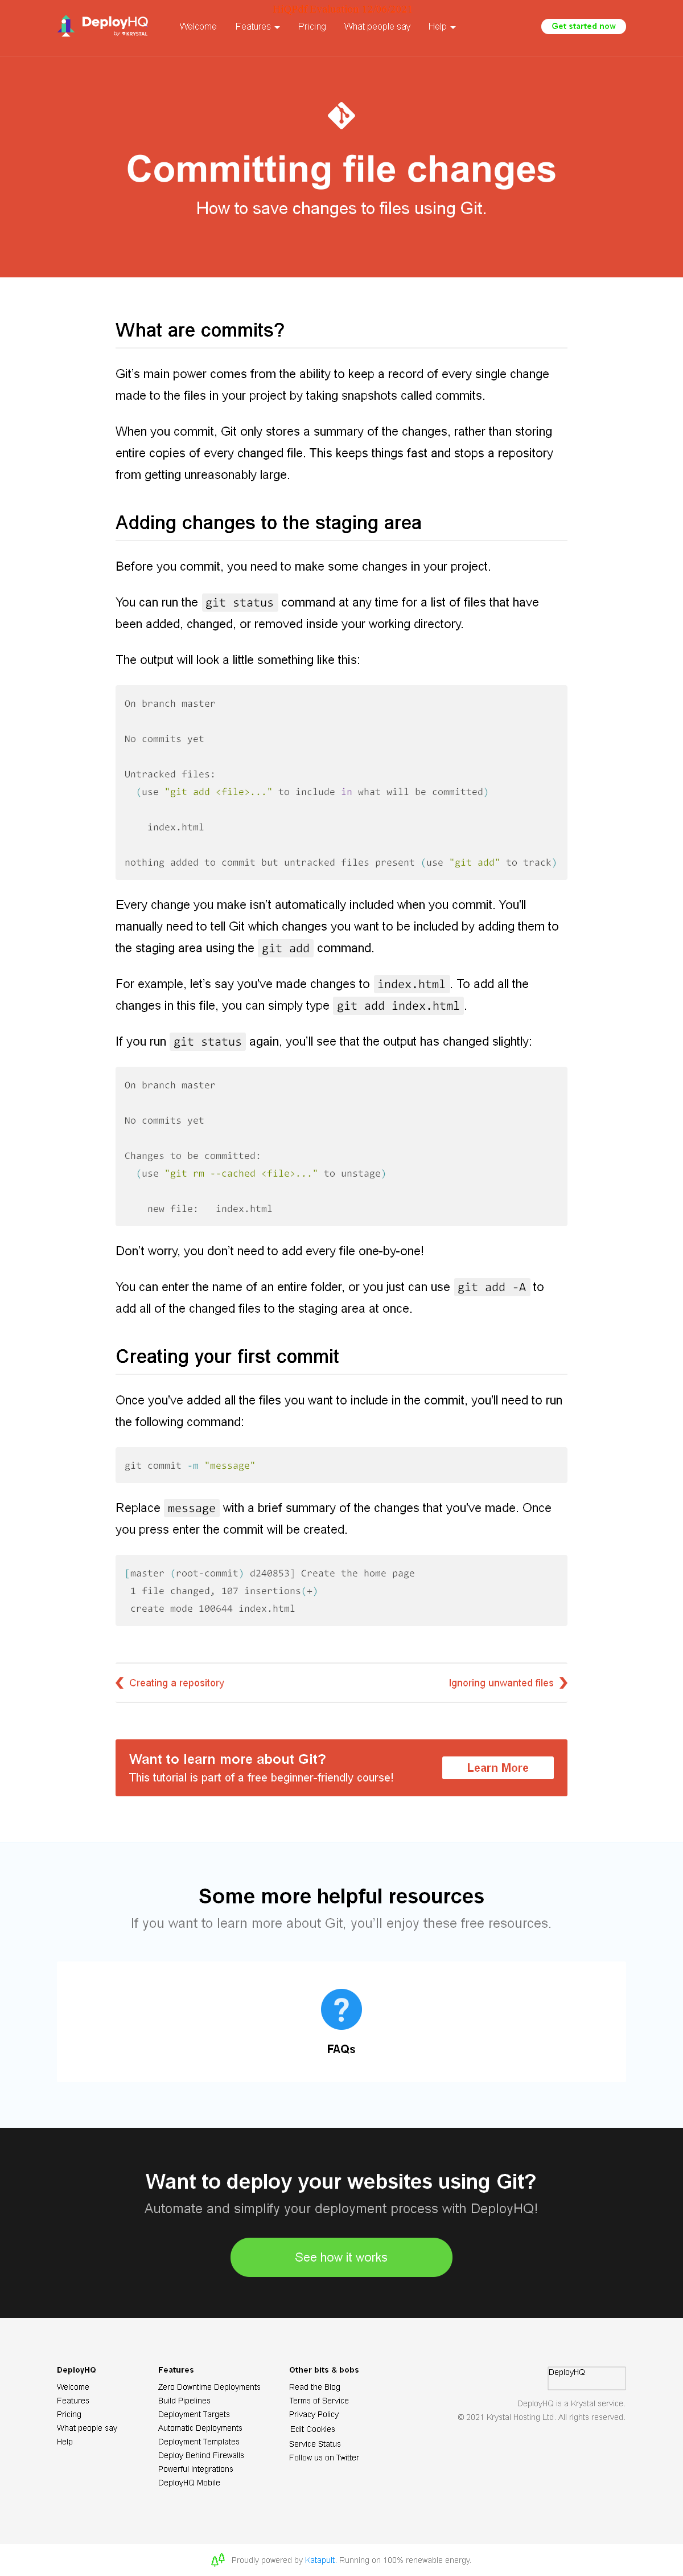 DeployHQ
by KRYSTAL
Welcome Features Pricing What people say Help
Get started now
Committing file changes
How to save changes to files using Git.
What are commits?
Git's main power comes from the ability to keep a record of every single change
made to the files in your project by taking snapshots called commits.
When you commit, Git only stores a summary of the changes, rather than storing
entire copies of every changed file. This keeps things fast and stops a repository
from getting unreasonably large.
Adding changes to the staging area
Before you commit, you need to make some changes in your project.
You can run the git status command at any time for a list of files that have
been added, changed, or removed inside your working directory.
The output will look a little something like this:
On branch master
No commits yet
Untracked files:
(use "git add <file>..." to include in what will be committed)
index.html
nothing added to commit but untracked files present (use "git add" to track)
Every change you make isn't automatically included when you commit. You'll
manually need to tell Git which changes you want to be included by adding them to
the staging area using the git add command.
For example, let's say you've made changes to index.html. To add all the
changes in this file, you can simply type git add index.html.
If you run git status again, you'll see that the output has changed slightly:
On branch master
No commits yet
Changes to be committed:
(use "git rm --cached <file>..." to unstage)
new file: index.html
Don't worry, you don't need to add every file one-by-one!
You can enter the name of an entire folder, or you just can use git add -A to
add all of the changed files to the staging area at once.
Creating your first commit
Once you've added all the files you want to include in the commit, you'll need to run
the following command:
git commit -m "message"
Replace message with a brief summary of the changes that you've made. Once
you press enter the commit will be created.
[master (root-commit) d240853] Create the home page
1 file changed, 107 insertions(+)
create mode 100644 index.html
Creating a repository
Ignoring unwanted files
Want to learn more about Git?
This tutorial is part of a free beginner-friendly course!
Learn More
Some more helpful resources
If you want to learn more about Git, you'll enjoy these free resources.
FAQs
Want to deploy your websites using Git?
Automate and simplify your deployment process with DeployHQ!
See how it works
DeployHQ
Welcome
Features
Pricing
What people say
Help
Features
Zero Downtime Deployments
Build Pipelines
Deployment Targets
Automatic Deployments
Deployment Templates
Deploy Behind Firewalls
Powerful Integrations
DeployHQ Mobile
Other bits & bobs
Read the Blog
Terms of Service
Privacy Policy
Edit Cookies
Service Status
Follow us on Twitter
DeployHQ
DeployHQ is a Krystal service.
© 2021 Krystal Hosting Ltd. All rights reserved.
Proudly powered by Katapult. Running on 100% renewable energy.